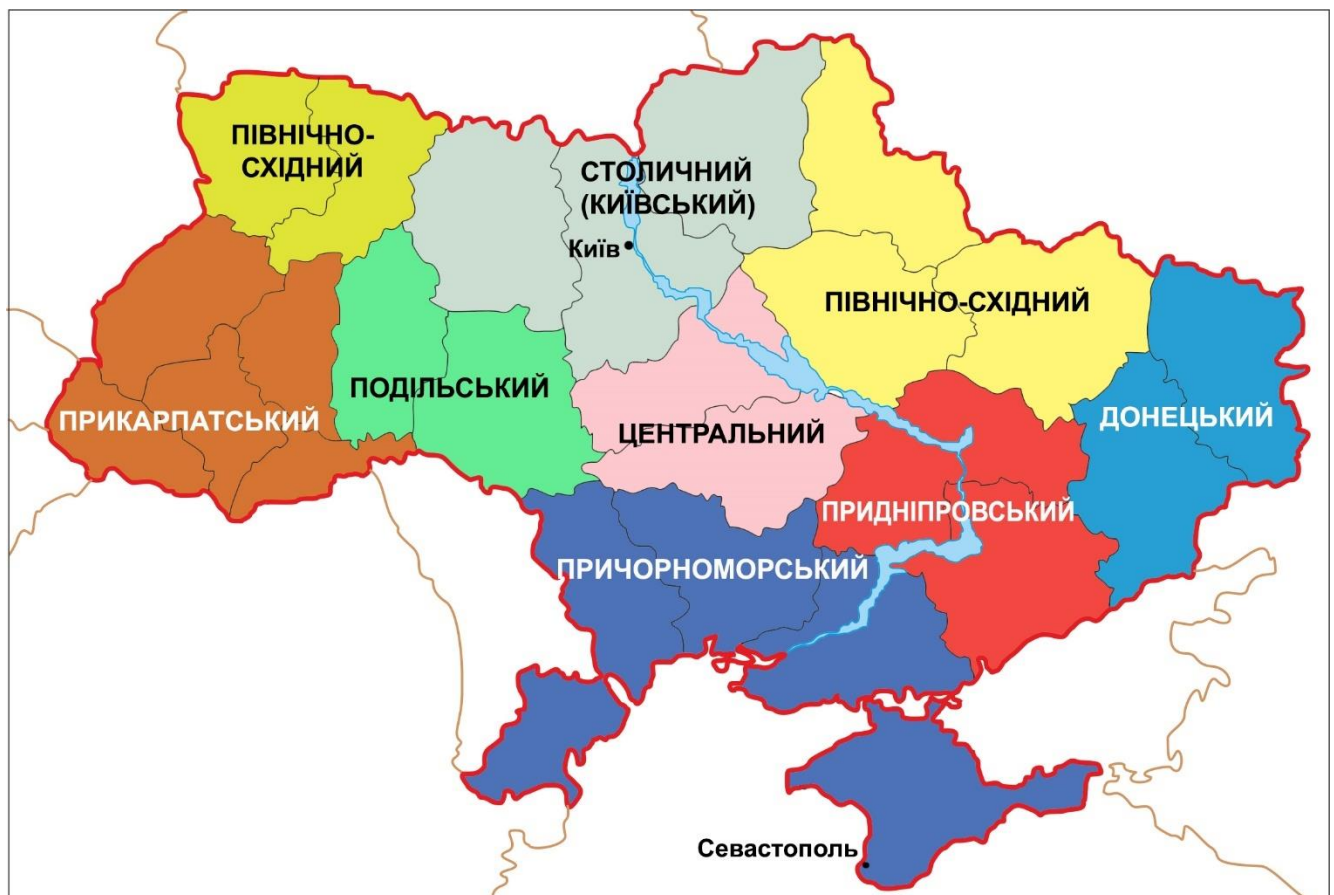 ПІВНІЧНО-
СХІДНИЙ
СТОЛИЧНИЙ
(КИЇВСЬКИЙ)
Київ
ПІВНІЧНО-СХІДНИЙ
ПОДІЛЬСЬКИЙ
ПРИКАРПАТСЬКИЙ
ЦЕНТРАЛЬНИЙ
ДОНЕЦЬКИЙ
ПРИДНІПРОВСЬКИЙ
ПРИЧОРНОМОРСЬКИЙ
Севастополь